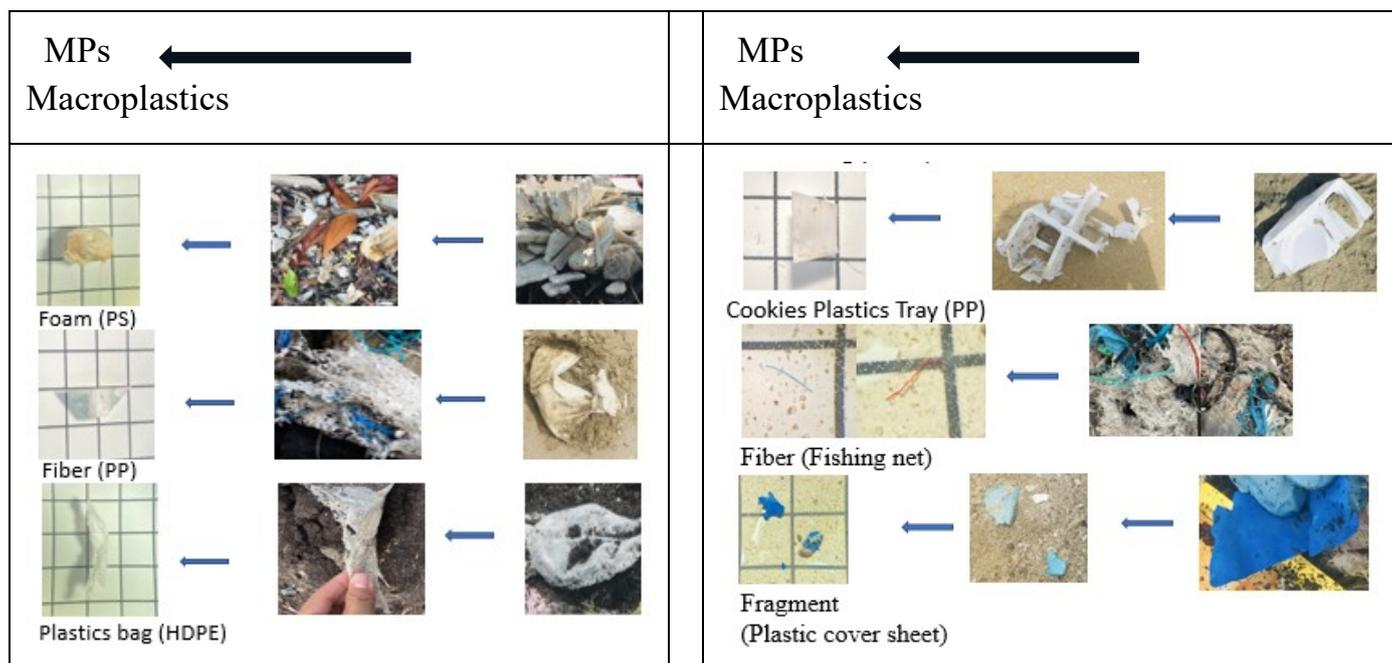 MPs
Macroplastics
MPs
Macroplastics
Foam (PS)
Fiber (PP)
Plastics bag (HDPE)
Cookies Plastics Tray (PP)
Fiber (Fishing net)
Fragment
(Plastic cover sheet)